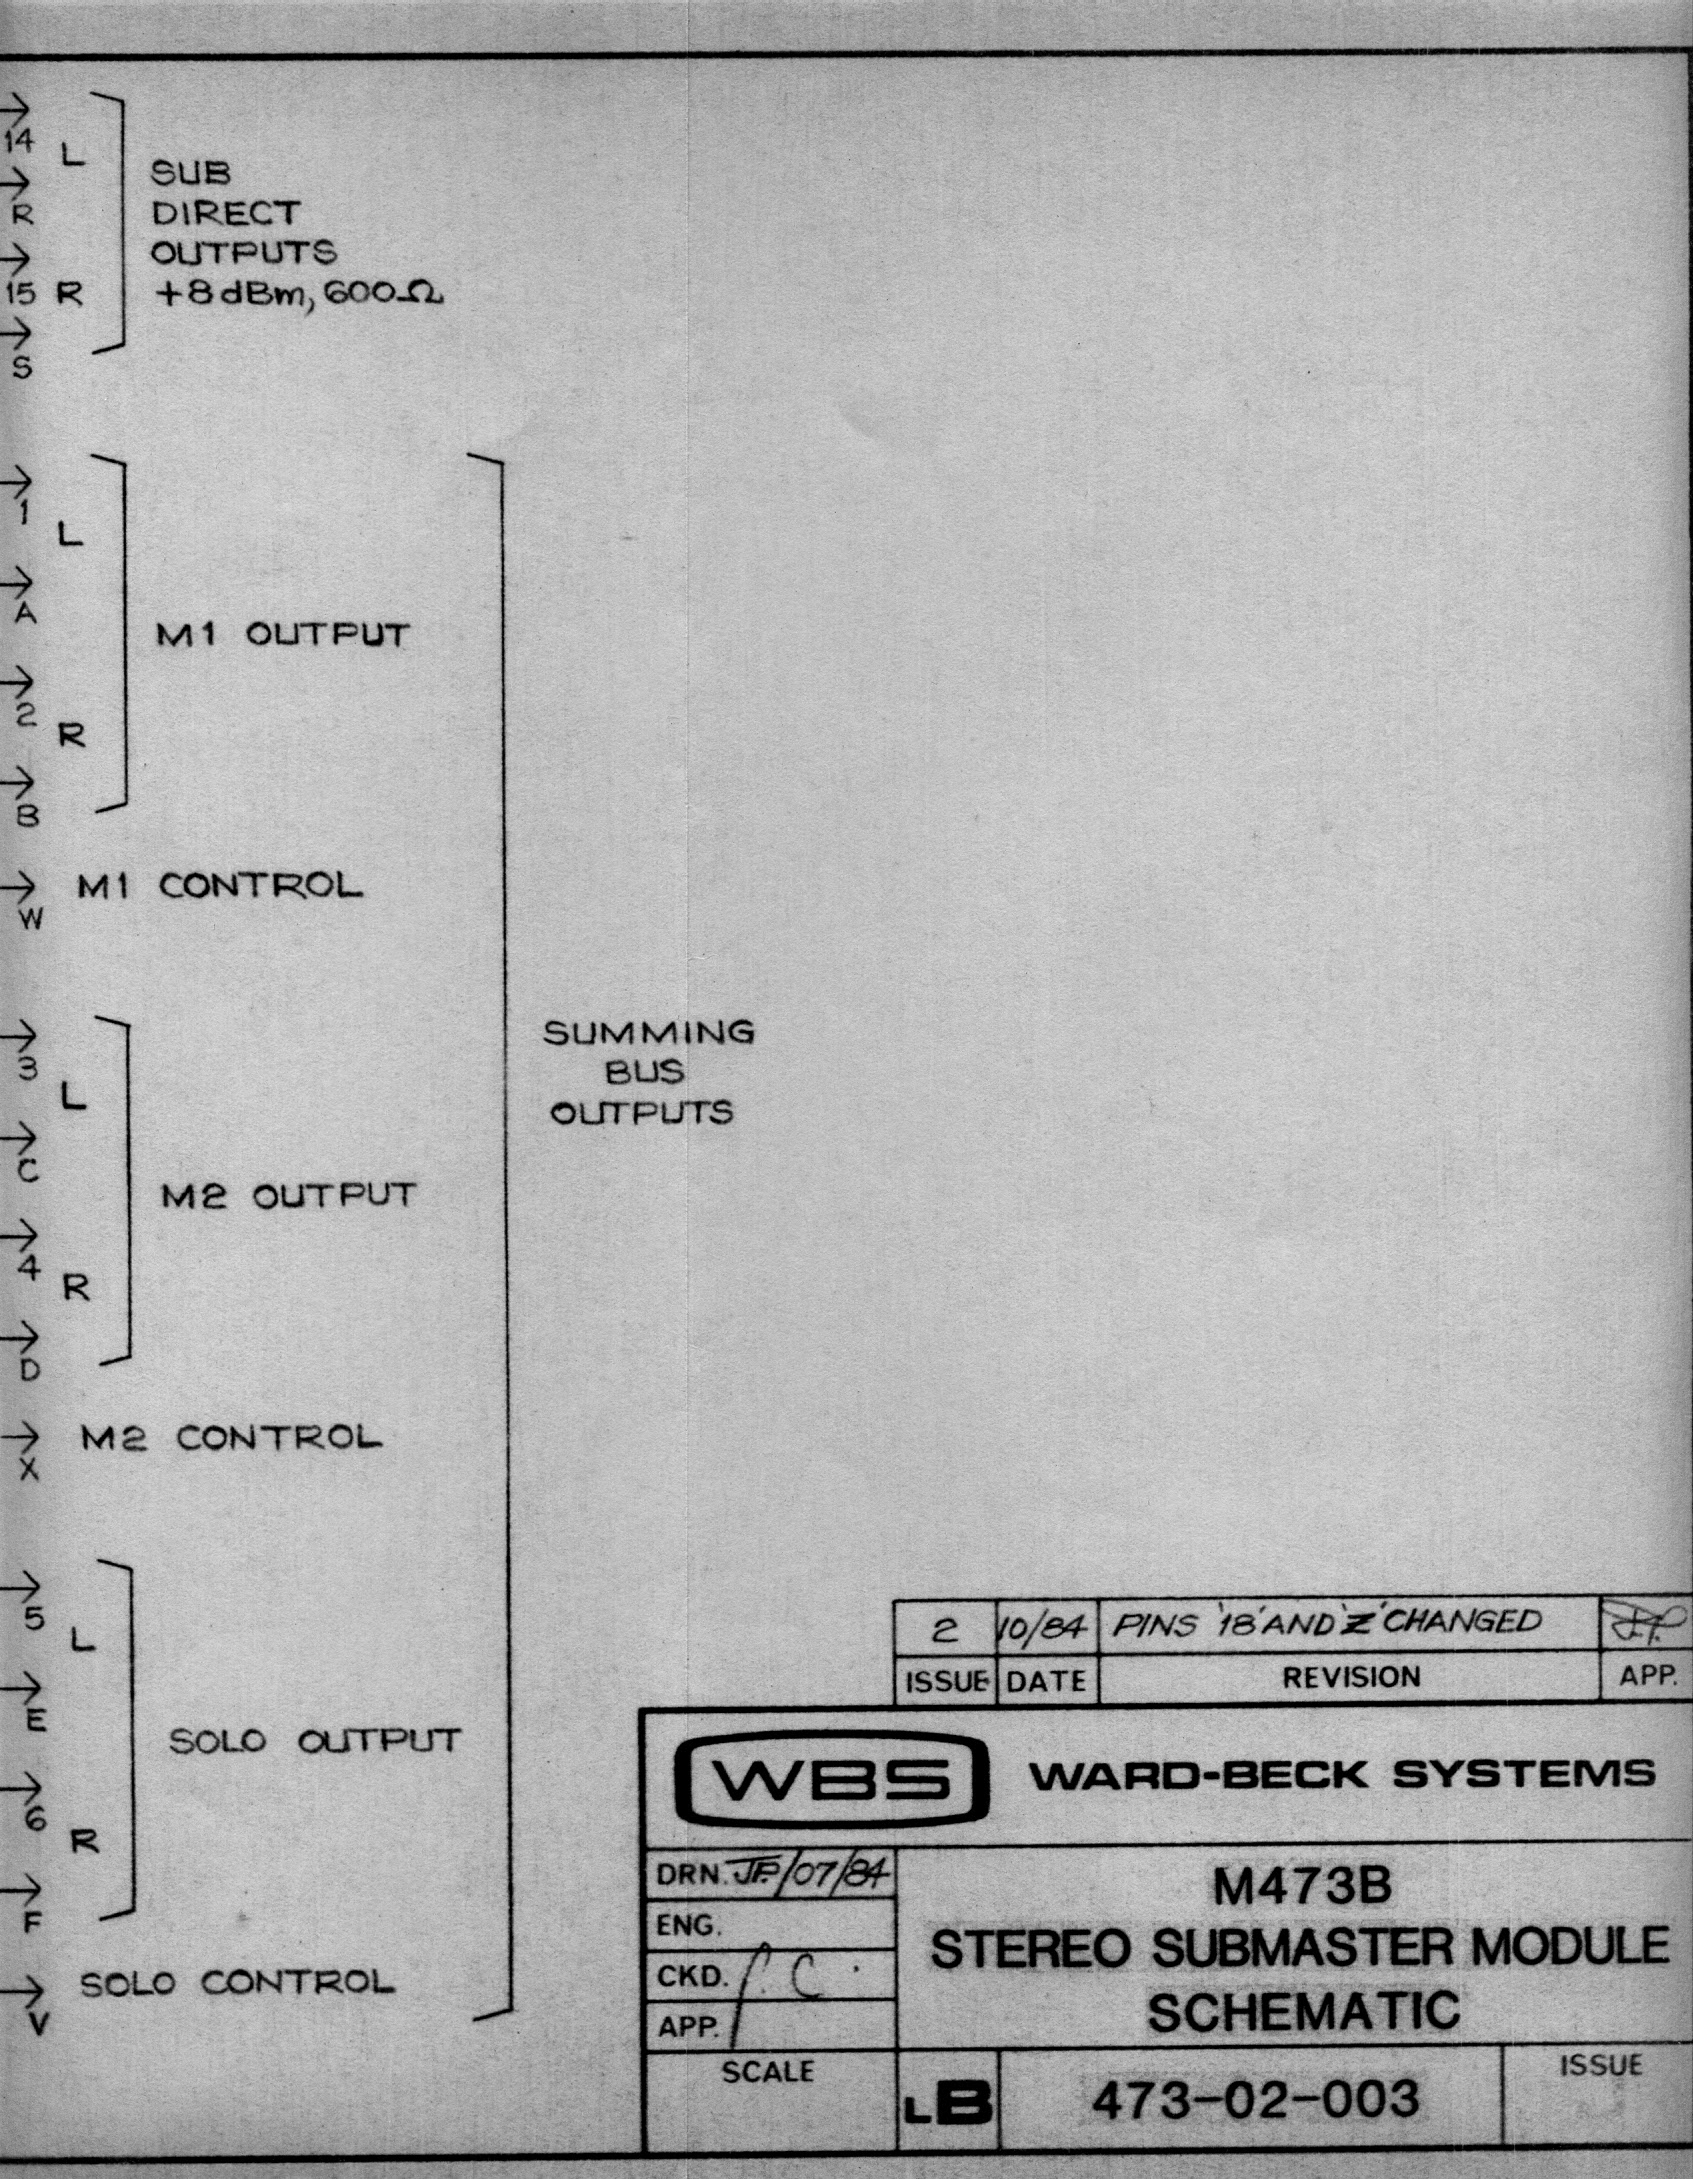 14
L
R
15 R
S
SUB
DIRECT
OUTPUTS
+8dBm, 600Ω
1
L
A
2
R
B
M1 OUTPUT
W
M1 CONTROL
3
L
C
4
R
D
M2 OUTPUT
X
M2 CONTROL
5
L
E
6
R
F
SOLO OUTPUT
V
SOLO CONTROL
SUMMING
BUS
OUTPUTS
2 10/84 PINS '18' AND 'Z' CHANGED
ISSUE DATE REVISION APP.
WBS WARD-BECK SYSTEMS
DRN. J.P./07/84
ENG.
CKD.
APP.
SCALE
M473B
STEREO SUBMASTER MODULE
SCHEMATIC
LB 473-02-003 ISSUE